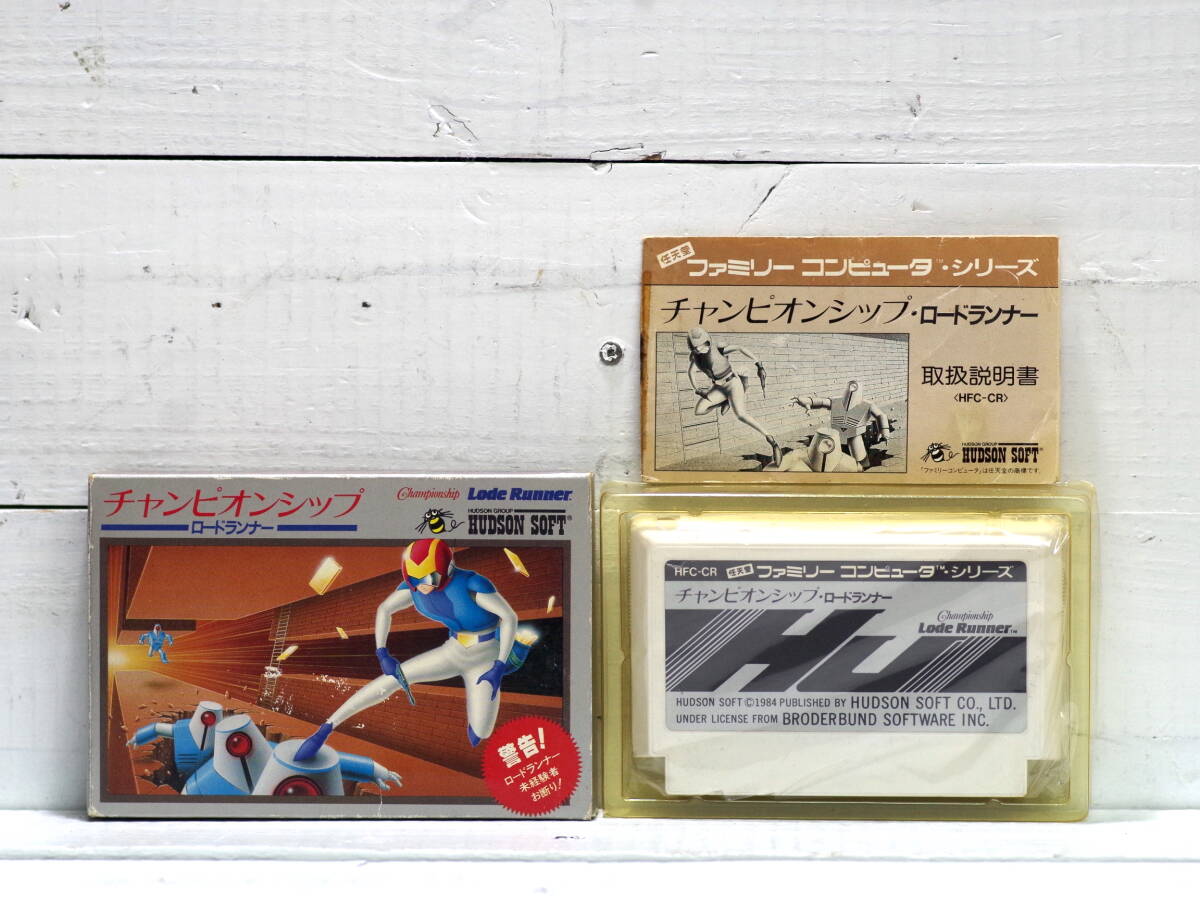 チャンピオンシップ
ロードランナー
Championship Lode Runner™
HUDSON GROUP
HUDSON SOFT®
警告!
ロードランナー
未経験者
お断り!
任天堂 ファミリー コンピュータ™・シリーズ
チャンピオンシップ・ロードランナー
取扱説明書
〈HFC-CR〉
HUDSON GROUP
HUDSON SOFT®
「ファミリーコンピュータ」は任天堂の商標です。
HFC-CR 任天堂 ファミリー コンピュータ™・シリーズ
チャンピオンシップ・ロードランナー
Championship
Lode Runner™
HU
HUDSON SOFT ©1984 PUBLISHED BY HUDSON SOFT CO., LTD.
UNDER LICENSE FROM BRODERBUND SOFTWARE INC.